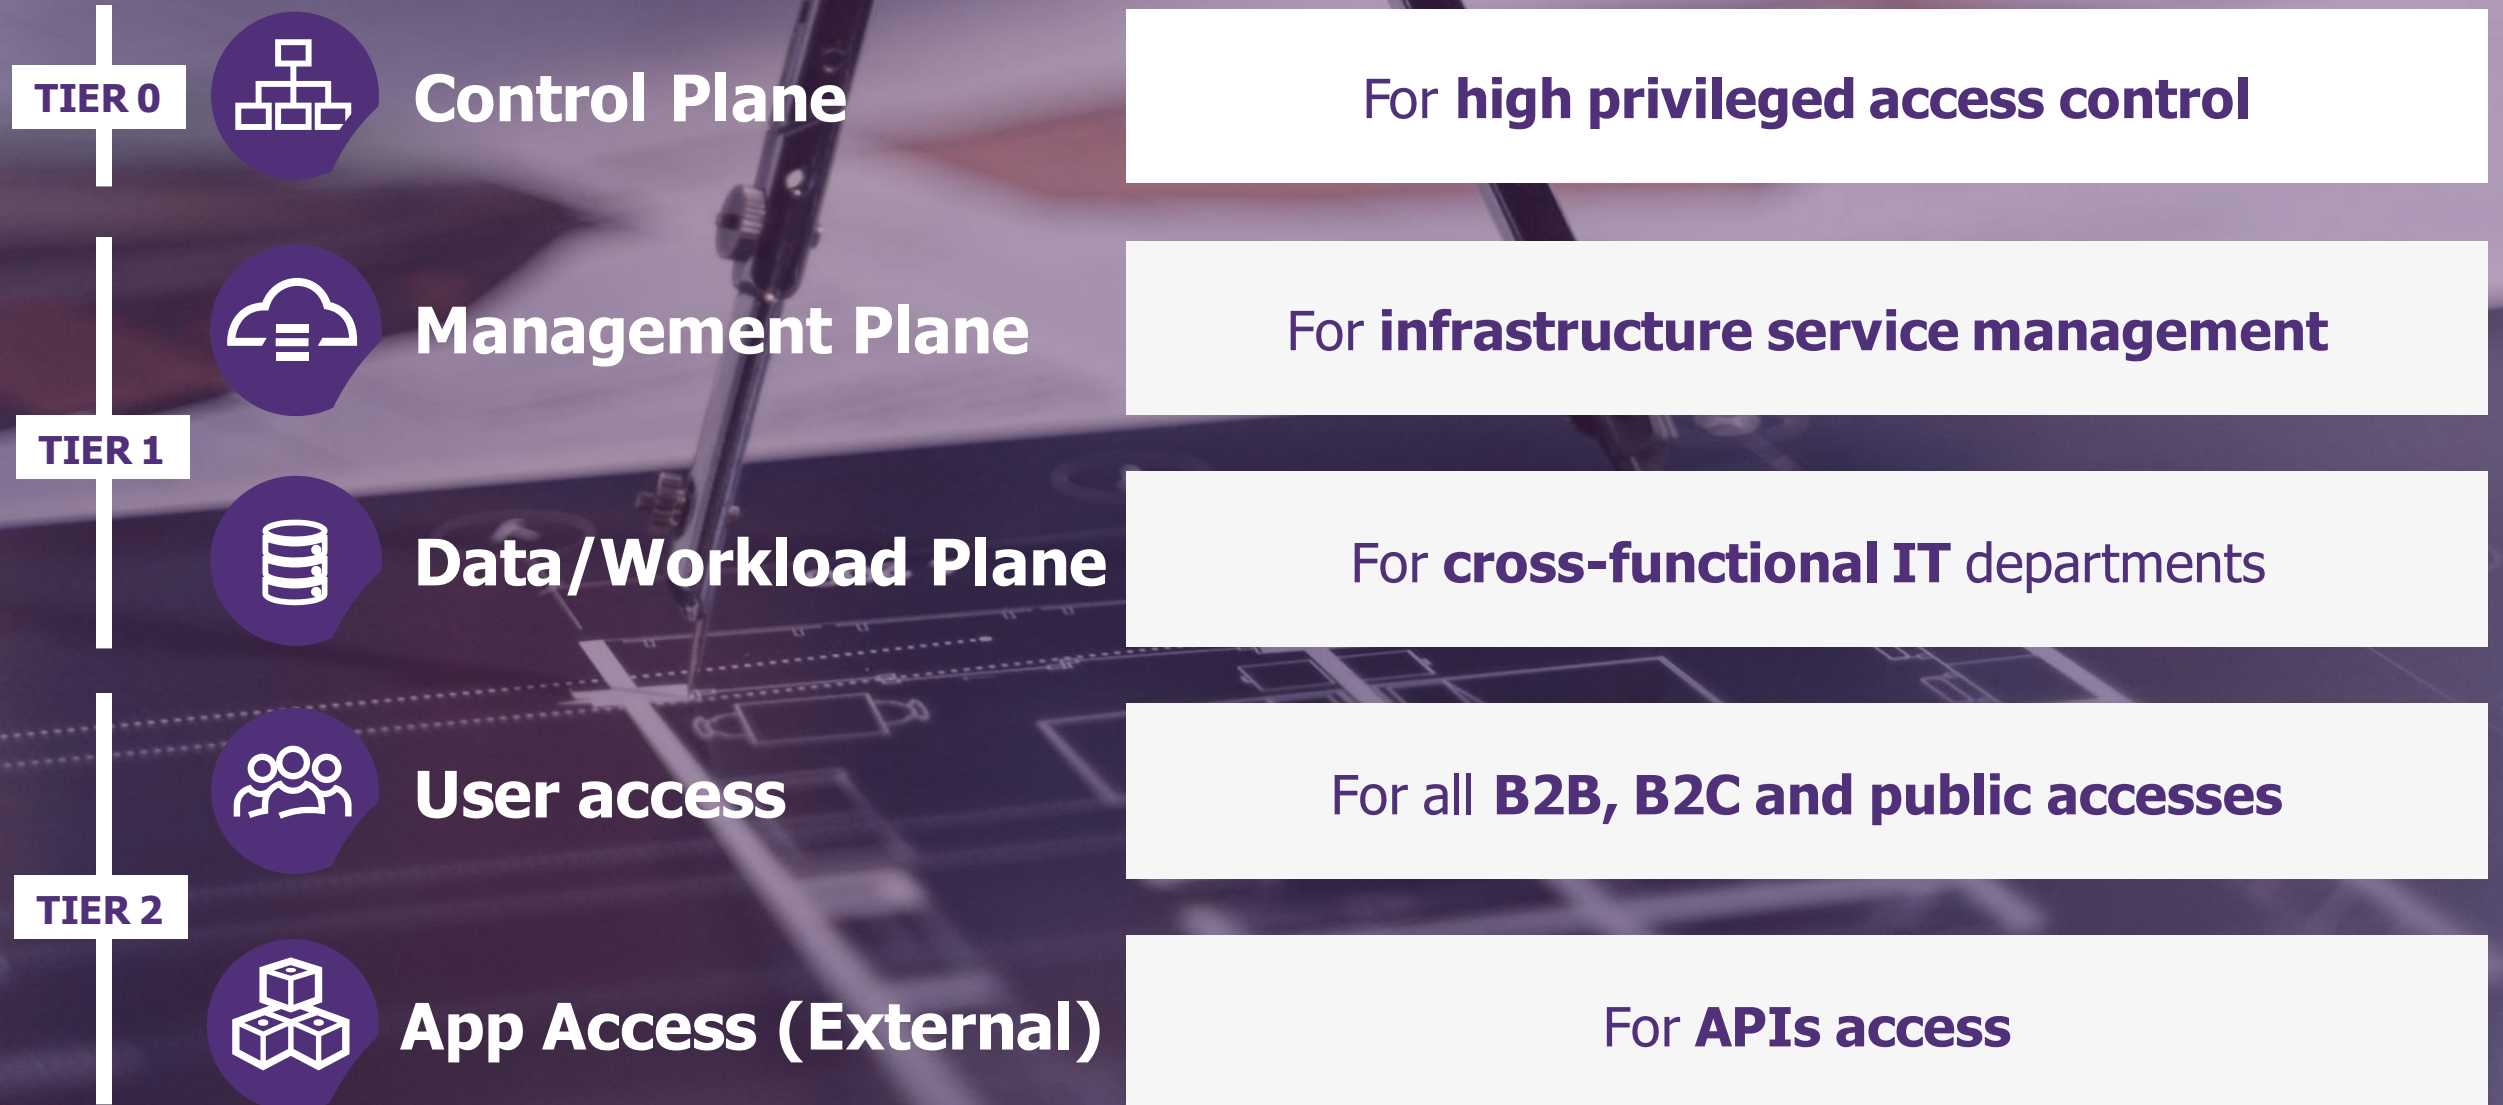 TIER 0
Control Plane
For high privileged access control
Management Plane
For infrastructure service management
TIER 1
Data/Workload Plane
For cross-functional IT departments
User access
For all B2B, B2C and public accesses
TIER 2
App Access (External)
For APIs access